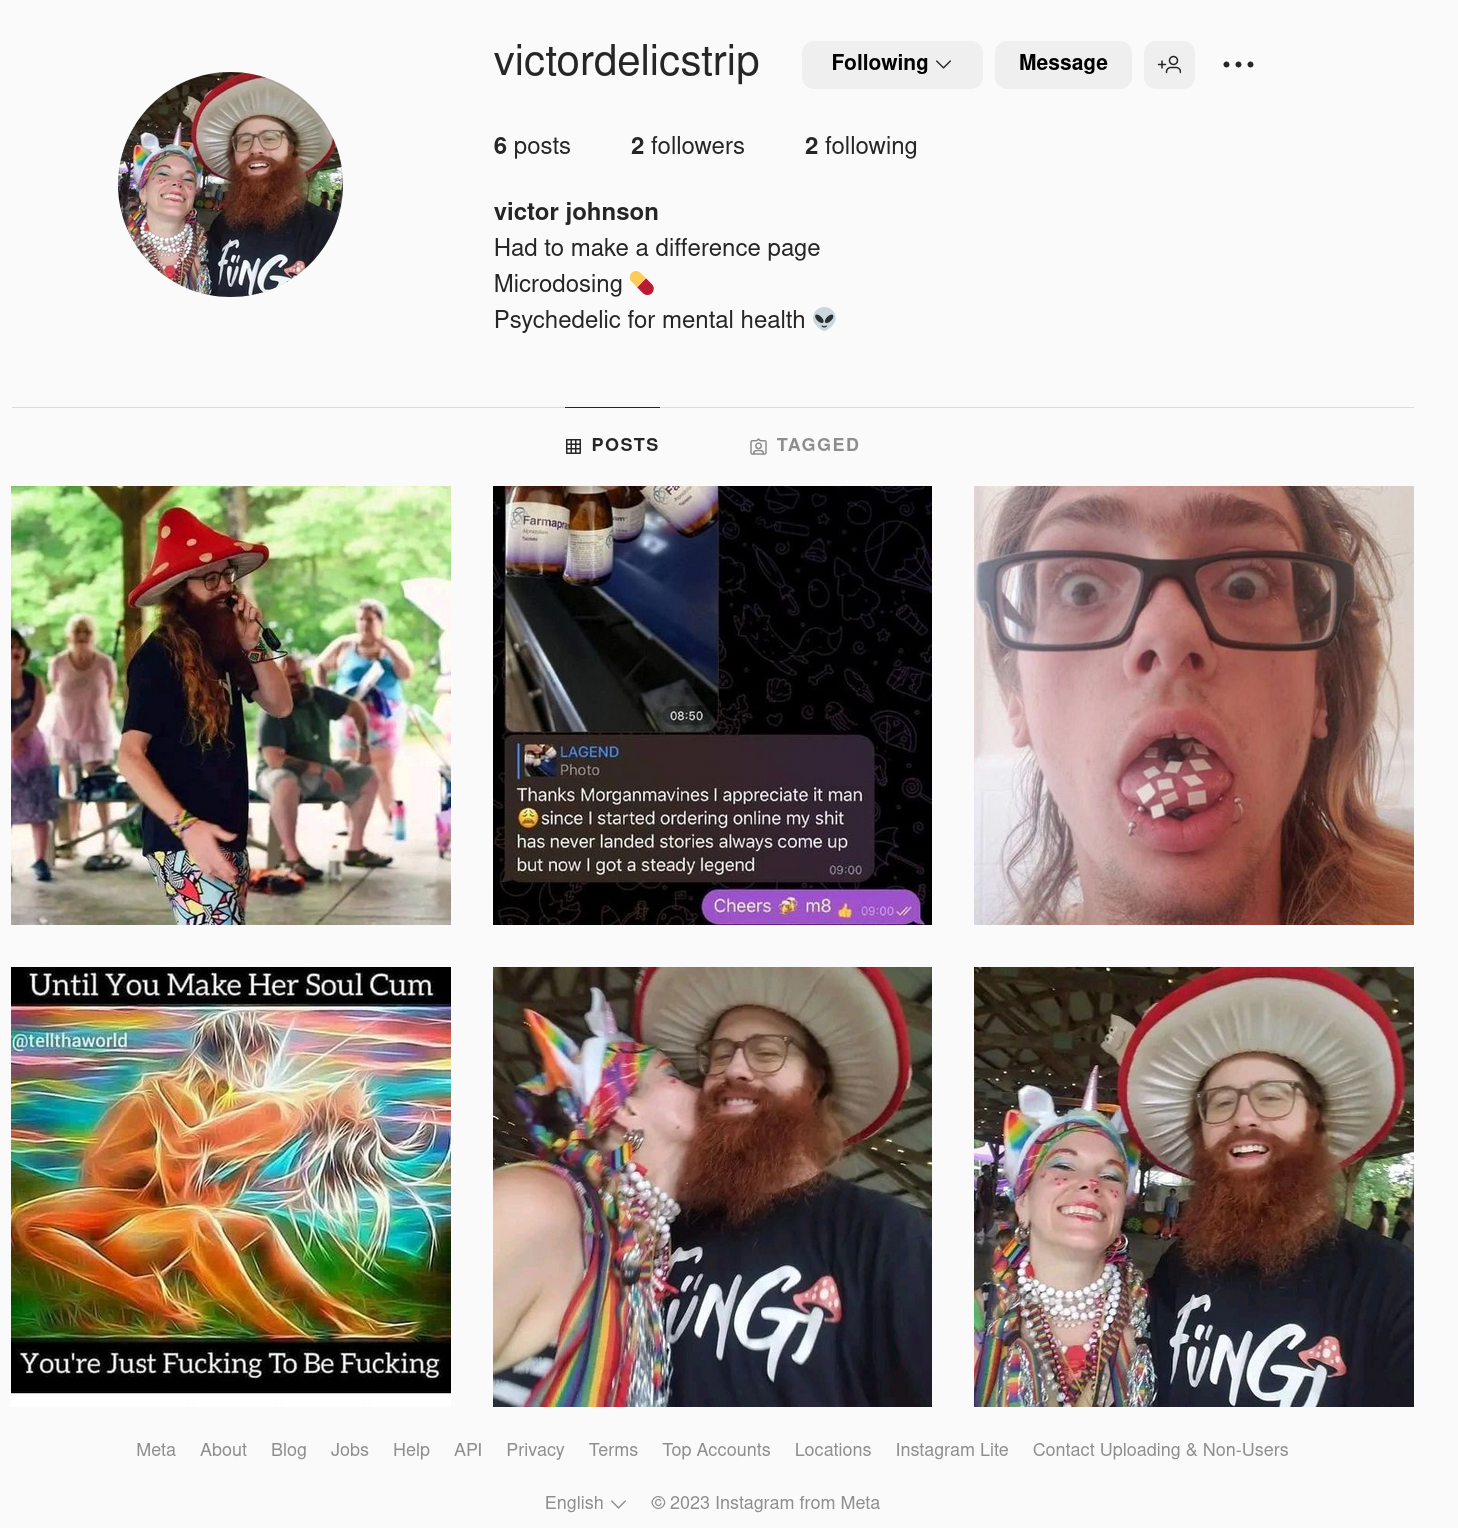 victordelicstrip
Following
Message
6 posts
2 followers
2 following
victor johnson
Had to make a difference page
Microdosing
Psychedelic for mental health
POSTS
TAGGED
Tablets
08:50
LAGEND
Photo
Thanks Morganmavines I appreciate it man
since I started ordering online my shit
has never landed stories always come up
but now I got a steady legend
09:00
Cheers 🍻 m8 👍 09:00
Until You Make Her Soul Cum
@tellthaworld
You're Just Fucking To Be Fucking
FÜNGI
FÜNGI
Meta About Blog Jobs Help API Privacy Terms Top Accounts Locations Instagram Lite Contact Uploading & Non-Users
English © 2023 Instagram from Meta